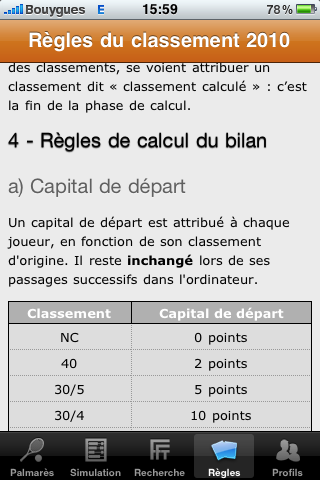 Bouygues E 15:59 78%
Règles du classement 2010
des classements, se voient attribuer un
classement dit « classement calculé » : c'est
la fin de la phase de calcul.
4 - Règles de calcul du bilan
a) Capital de départ
Un capital de départ est attribué à chaque
joueur, en fonction de son classement
d'origine. Il reste inchangé lors de ses
passages successifs dans l'ordinateur.
Classement Capital de départ
NC 0 points
40 2 points
30/5 5 points
30/4 10 points
Palmarès Simulation Recherche Règles Profils